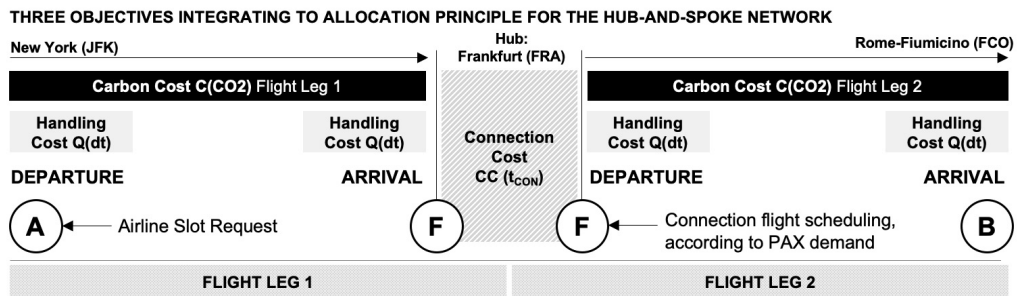 THREE OBJECTIVES INTEGRATING TO ALLOCATION PRINCIPLE FOR THE HUB-AND-SPOKE NETWORK
New York (JFK)
Hub:
Frankfurt (FRA)
Rome-Fiumicino (FCO)
Carbon Cost C(CO2) Flight Leg 1
Carbon Cost C(CO2) Flight Leg 2
Handling
Cost Q(dt)
Handling
Cost Q(dt)
Connection
Cost
CC (tCON)
Handling
Cost Q(dt)
Handling
Cost Q(dt)
DEPARTURE
ARRIVAL
DEPARTURE
ARRIVAL
A
Airline Slot Request
F
F
Connection flight scheduling,
according to PAX demand
B
FLIGHT LEG 1
FLIGHT LEG 2